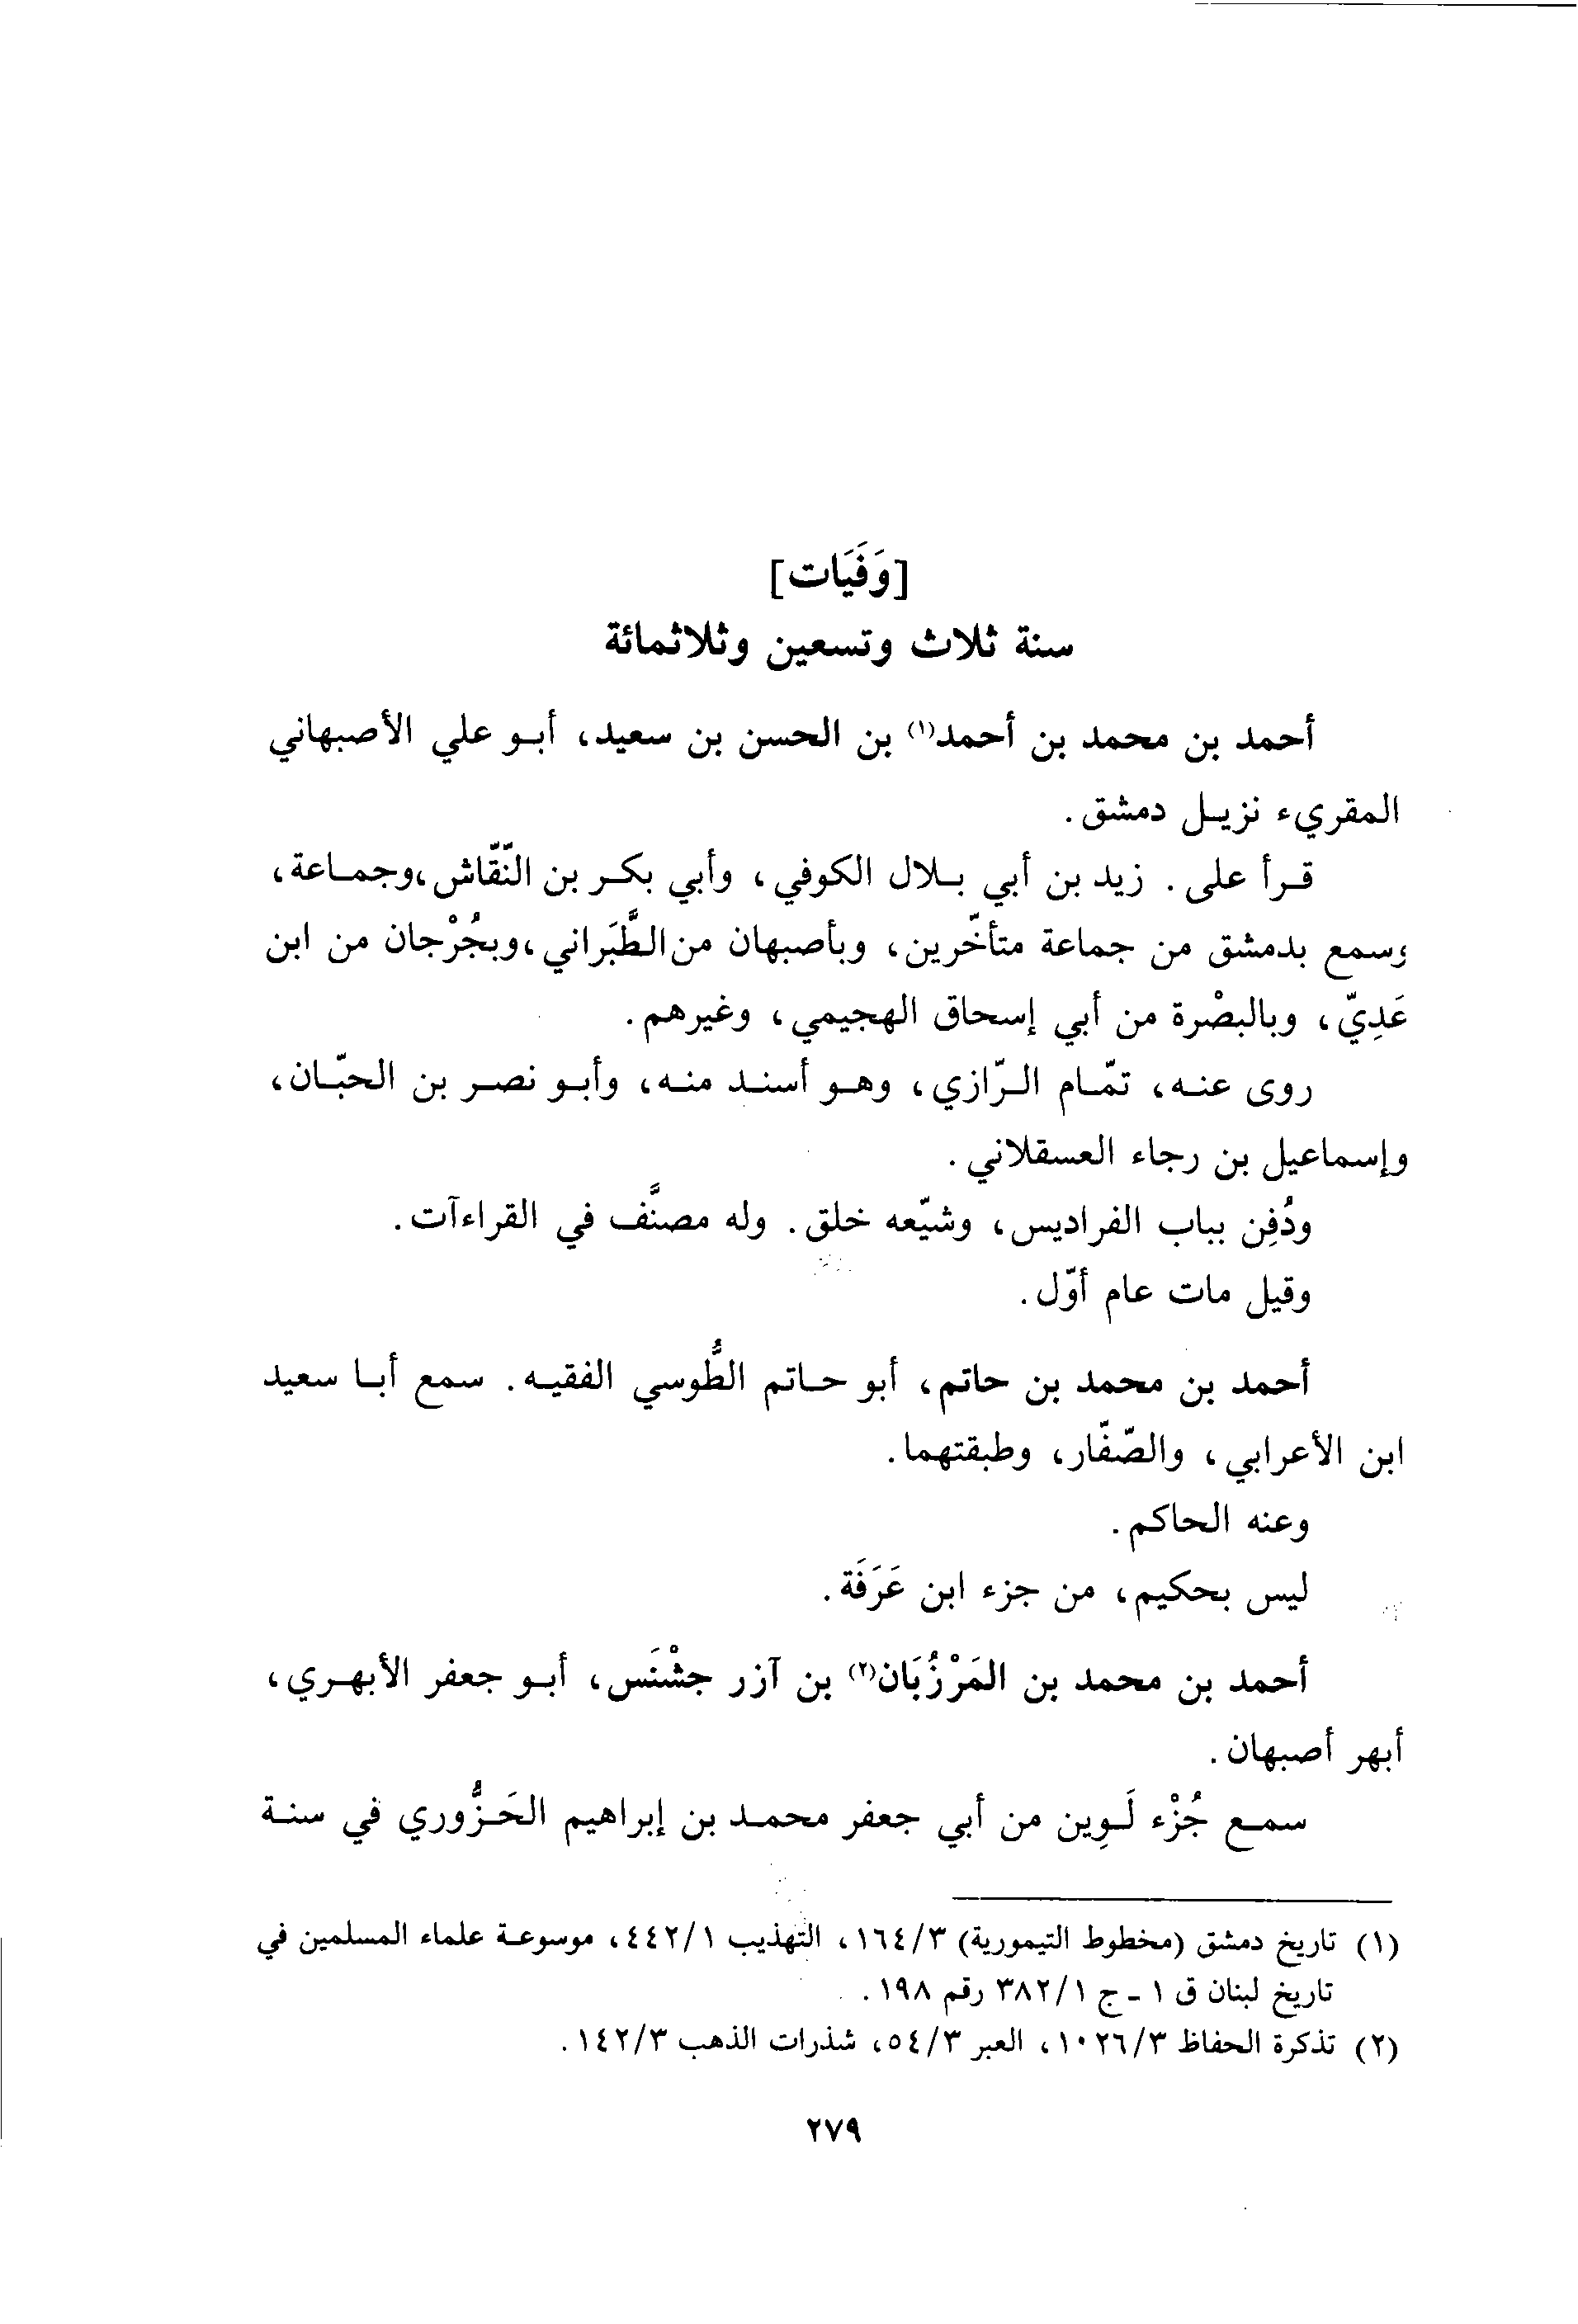 [وَفَيَات]
سنة ثلاث وتسعين وثلاثمائة
أحمد بن محمد بن أحمد(١) بن الحسن بن سعيد، أبو علي الأصبهاني
المقريء نزيل دمشق.
قرأ على. زيد بن أبي بلال الكوفي، وأبي بكر بن النّقّاش، وجماعة،
وسمع بدمشق من جماعة متأخّرين، وبأصبهان من الطَّبَراني، وبجُرْجان من ابن
عَدِيّ، وبالبصْرة من أبي إسحاق الهجيمي، وغيرهم.
روى عنه، تمّام الرّازي، وهو أسند منه، وأبو نصر بن الحبّان،
وإسماعيل بن رجاء العسقلاني.
ودُفِن بباب الفراديس، وشيّعه خلق. وله مصنَّف في القراءآت.
وقيل مات عام أوّل.
أحمد بن محمد بن حاتم، أبو حاتم الطُّوسي الفقيه. سمع أبا سعيد
ابن الأعرابي، والصّفّار، وطبقتهما.
وعنه الحاكم.
ليس بحكيم، من جزء ابن عَرَفَة.
أحمد بن محمد بن المَرْزُبَان(٢) بن آزر جشْنَس، أبو جعفر الأبهري،
أبهر أصبهان.
سمع جُزْء لَوِين من أبي جعفر محمد بن إبراهيم الحَزُّوري في سنة
(١) تاريخ دمشق (مخطوط التيمورية) ١٦٤/٣، التهذيب ٤٤٢/١، موسوعة علماء المسلمين في
تاريخ لبنان ق ١ - ج ٣٨٢/١ رقم ١٩٨.
(٢) تذكرة الحفاظ ١٠٢٦/٣، العبر ٥٤/٣، شذرات الذهب ١٤٢/٣.
٢٧٩